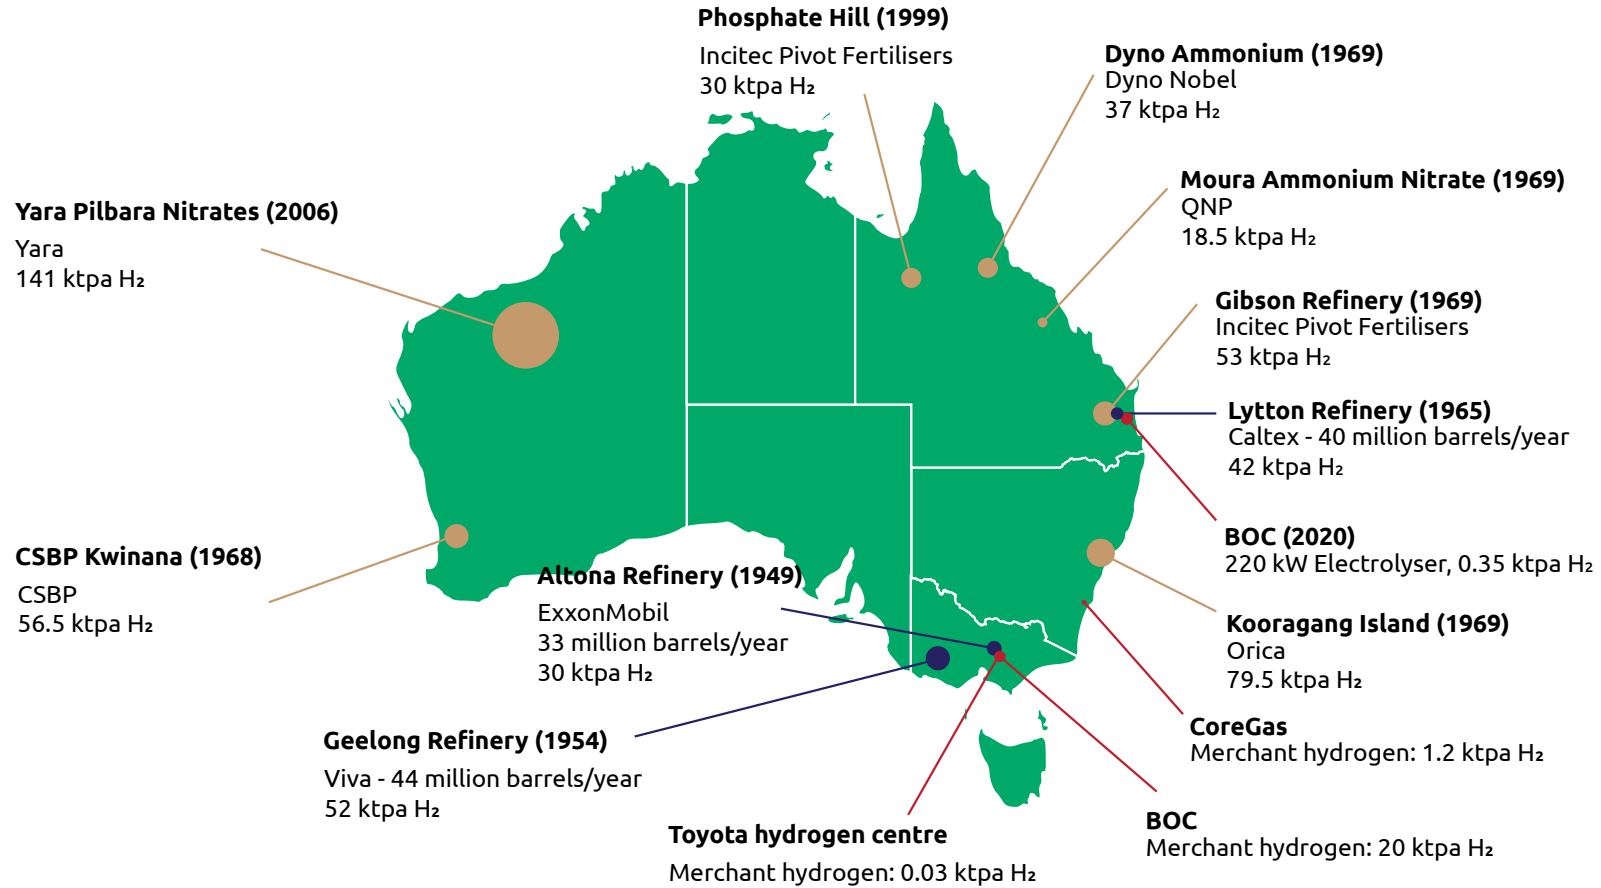 Phosphate Hill (1999)
Incitec Pivot Fertilisers
30 ktpa H₂
Dyno Ammonium (1969)
Dyno Nobel
37 ktpa H₂
Moura Ammonium Nitrate (1969)
QNP
18.5 ktpa H₂
Yara Pilbara Nitrates (2006)
Yara
141 ktpa H₂
Gibson Refinery (1969)
Incitec Pivot Fertilisers
53 ktpa H₂
Lytton Refinery (1965)
Caltex - 40 million barrels/year
42 ktpa H₂
BOC (2020)
220 kW Electrolyser, 0.35 ktpa H₂
CSBP Kwinana (1968)
CSBP
56.5 ktpa H₂
Altona Refinery (1949)
ExxonMobil
33 million barrels/year
30 ktpa H₂
Kooragang Island (1969)
Orica
79.5 ktpa H₂
Geelong Refinery (1954)
Viva - 44 million barrels/year
52 ktpa H₂
CoreGas
Merchant hydrogen: 1.2 ktpa H₂
Toyota hydrogen centre
Merchant hydrogen: 0.03 ktpa H₂
BOC
Merchant hydrogen: 20 ktpa H₂